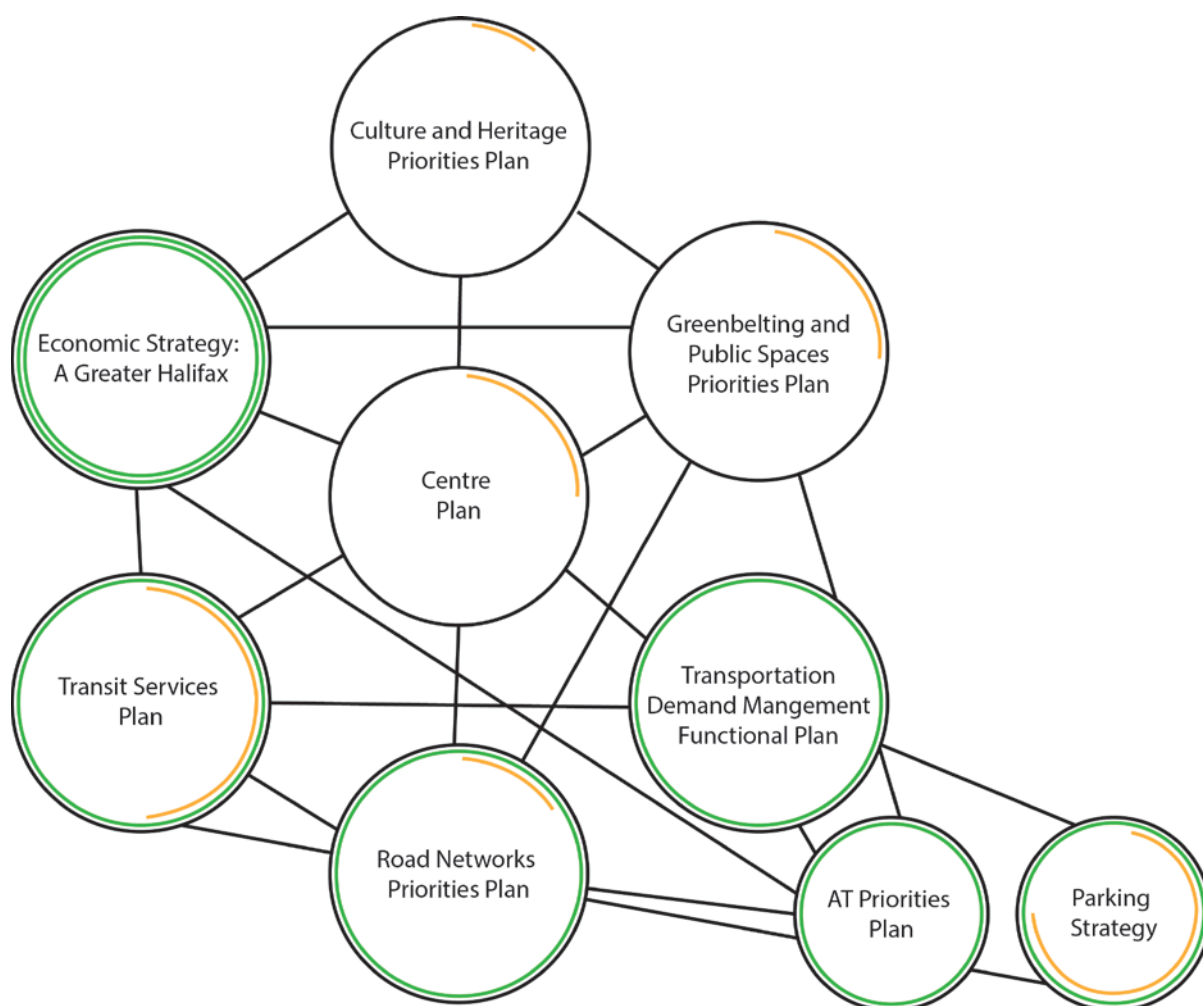 Culture and Heritage
Priorities Plan
Economic Strategy:
A Greater Halifax
Greenbelting and
Public Spaces
Priorities Plan
Centre
Plan
Transit Services
Plan
Transportation
Demand Mangement
Functional Plan
Road Networks
Priorities Plan
AT Priorities
Plan
Parking
Strategy